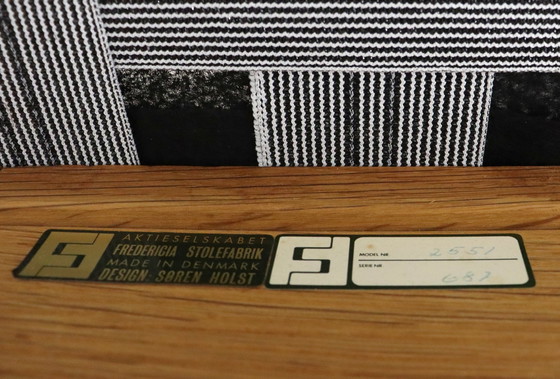 AKTIESELSKABET
FREDERICIA STOLEFABRIK
MADE IN DENMARK
DESIGN: SØREN HOLST
MODEL NR. 2551
SERIE NR. 687